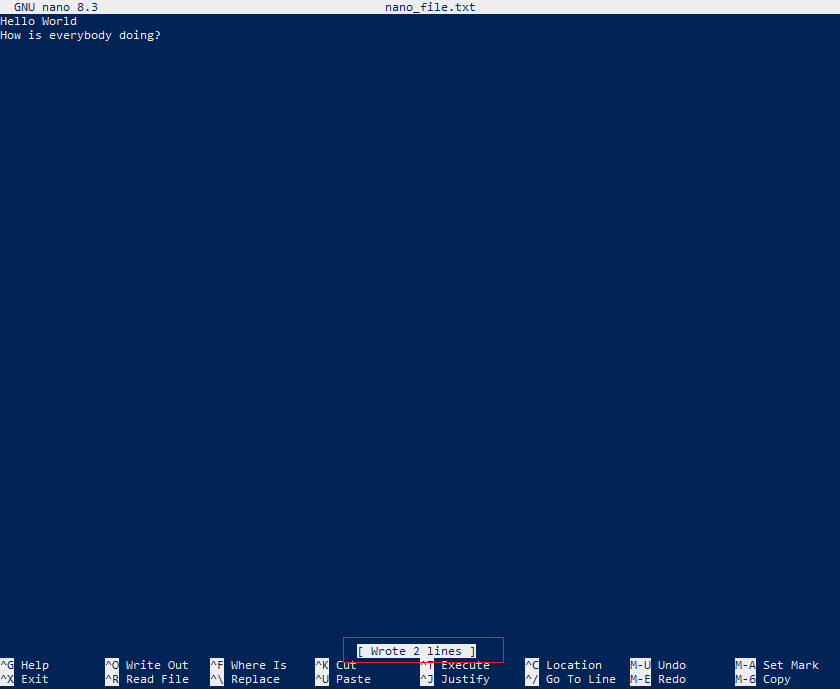 GNU nano 8.3 nano_file.txt
Hello World
How is everybody doing?
[ Wrote 2 lines ]
^G Help ^O Write Out ^F Where Is ^K Cut ^T Execute ^C Location M-U Undo M-A Set Mark
^X Exit ^R Read File ^\ Replace ^U Paste ^J Justify ^/ Go To Line M-E Redo M-6 Copy